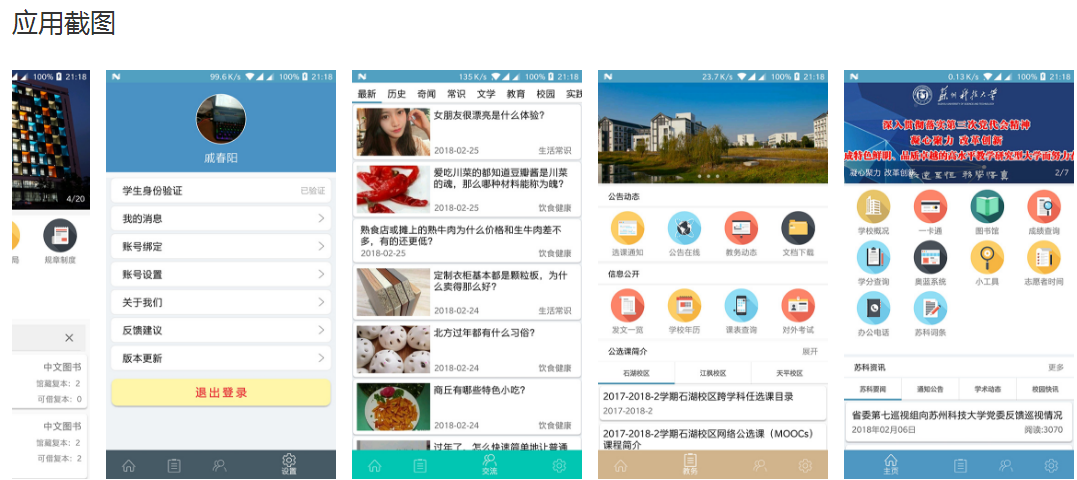 应用截图
100% 21:18
4/20
规章制度
中文图书
馆藏复本: 2
可借复本: 0
中文图书
馆藏复本: 2
可借复本: 2
99.6 K/s 100% 21:18
戚春阳
学生身份验证 已验证
我的消息
账号绑定
账号设置
关于我们
反馈建议
版本更新
退出登录
设置
135 K/s 100% 21:18
最新 历史 奇闻 常识 文学 教育 校园 实践
女朋友很漂亮是什么体验?
2018-02-25 生活常识
爱吃川菜的都知道豆瓣酱是川菜
的魂，那么哪种材料能称为魂?
2018-02-25 饮食健康
熟食店或摊上的熟牛肉为什么价格和生牛肉差不
多，有的还更低?
2018-02-25 饮食健康
定制衣柜基本都是颗粒板，为什
么卖得那么好?
2018-02-24 生活常识
北方过年都有什么习俗?
2018-02-24 饮食健康
商丘有哪些特色小吃?
2018-02-24 饮食健康
过年了，怎么快速简单地让普通
交流
23.7 K/s 100% 21:18
公告动态
选课通知 公告在线 教务动态 文档下载
信息公开
发文一览 学校年历 课表查询 对外考试
公选课简介 展开
石湖校区 江枫校区 天平校区
2017-2018-2学期石湖校区跨学科任选课目录
2017-2018-2
2017-2018-2学期石湖校区网络公选课（MOOCs）
课程简介
教务
0.13 K/s 100% 21:18
苏州科技大学
深入贯彻落实第三次党代会精神
凝心聚力 改革创新
成特色鲜明、品质卓越的高水平教学研究型大学而努力奋
凝心聚力 改革创新 2/7
学校概况 一卡通 图书馆 成绩查询
学分查询 奥蓝系统 小工具 志愿者时间
办公电话 苏科词条
苏科资讯 更多
苏科要闻 通知公告 学术动态 校园快讯
省委第七巡视组向苏州科技大学党委反馈巡视情况
2018年02月06日 阅读:3070
主页